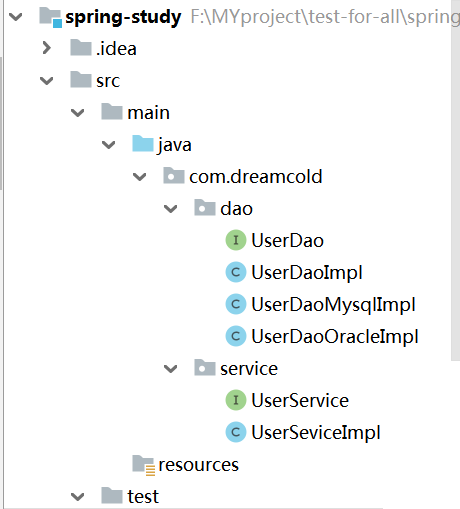 spring-study F:\MYproject\test-for-all\spring
.idea
src
main
java
com.dreamcold
dao
I UserDao
C UserDaoImpl
C UserDaoMysqlImpl
C UserDaoOracleImpl
service
I UserService
C UserSeviceImpl
resources
test